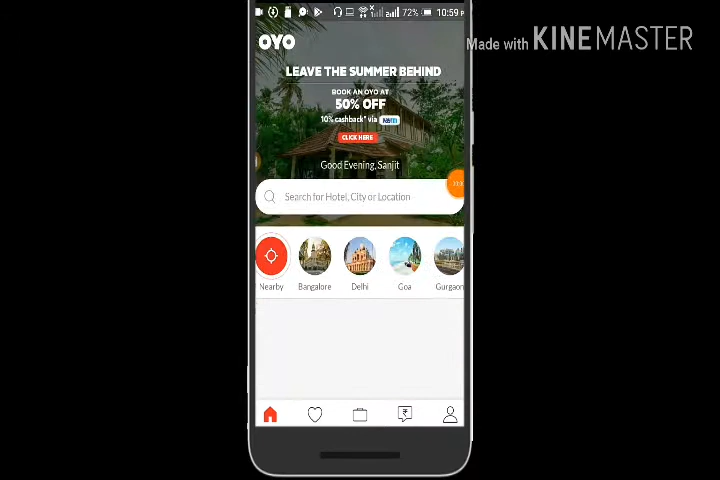 72% 10:59 P
Made with KINEMASTER
OYO
LEAVE THE SUMMER BEHIND
BOOK AN OYO AT
50% OFF
10% cashback* via Paytm
CLICK HERE
Good Evening, Sanjit
Search for Hotel, City or Location
Nearby Bangalore Delhi Goa Gurgaon